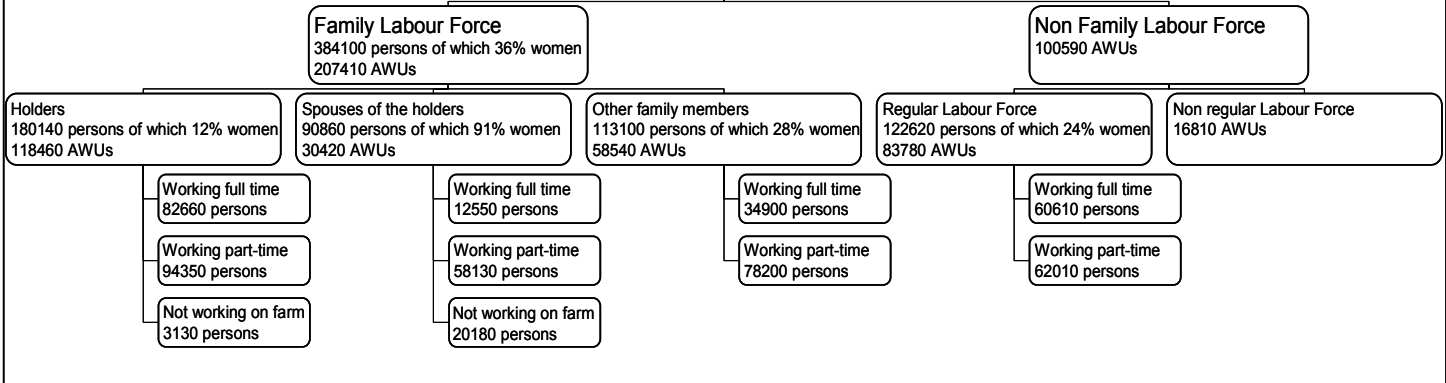 Family Labour Force
384100 persons of which 36% women
207410 AWUs
Non Family Labour Force
100590 AWUs
Holders
180140 persons of which 12% women
118460 AWUs
Spouses of the holders
90860 persons of which 91% women
30420 AWUs
Other family members
113100 persons of which 28% women
58540 AWUs
Regular Labour Force
122620 persons of which 24% women
83780 AWUs
Non regular Labour Force
16810 AWUs
Working full time
82660 persons
Working part-time
94350 persons
Not working on farm
3130 persons
Working full time
12550 persons
Working part-time
58130 persons
Not working on farm
20180 persons
Working full time
34900 persons
Working part-time
78200 persons
Working full time
60610 persons
Working part-time
62010 persons